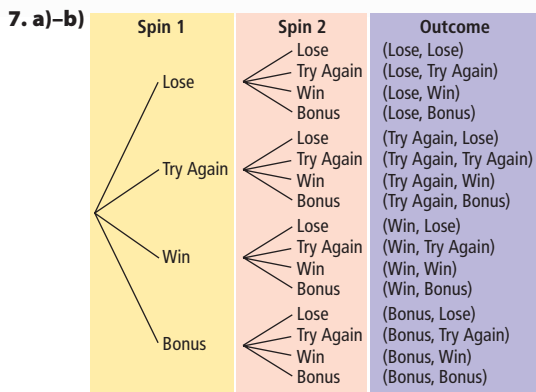 7. a)–b)
Spin 1 Spin 2 Outcome
Lose
Lose (Lose, Lose)
Try Again (Lose, Try Again)
Win (Lose, Win)
Bonus (Lose, Bonus)
Try Again
Lose (Try Again, Lose)
Try Again (Try Again, Try Again)
Win (Try Again, Win)
Bonus (Try Again, Bonus)
Win
Lose (Win, Lose)
Try Again (Win, Try Again)
Win (Win, Win)
Bonus (Win, Bonus)
Bonus
Lose (Bonus, Lose)
Try Again (Bonus, Try Again)
Win (Bonus, Win)
Bonus (Bonus, Bonus)